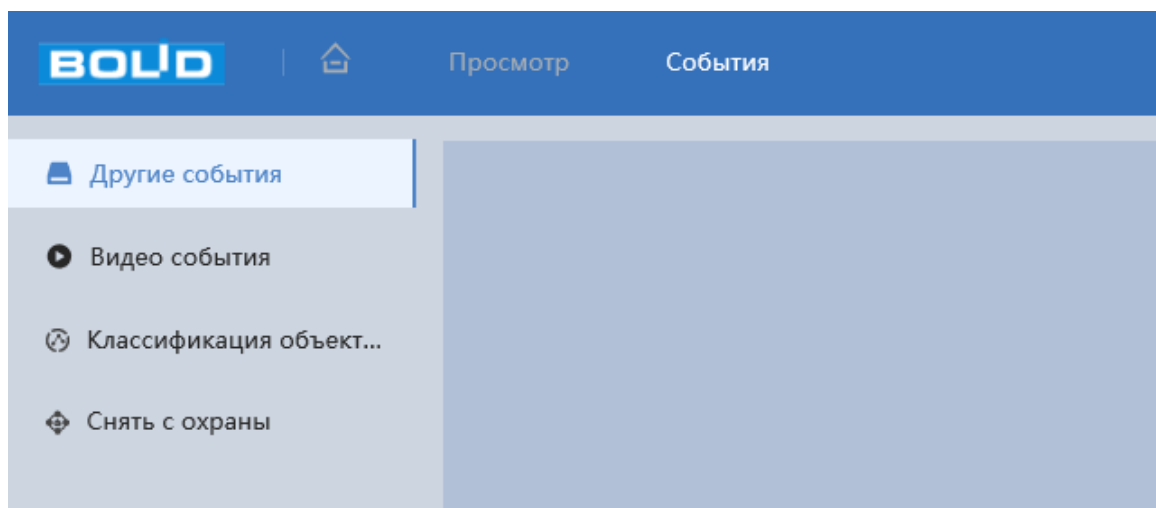 BOLID
Просмотр
События
Другие события
Видео события
Классификация объект...
Снять с охраны